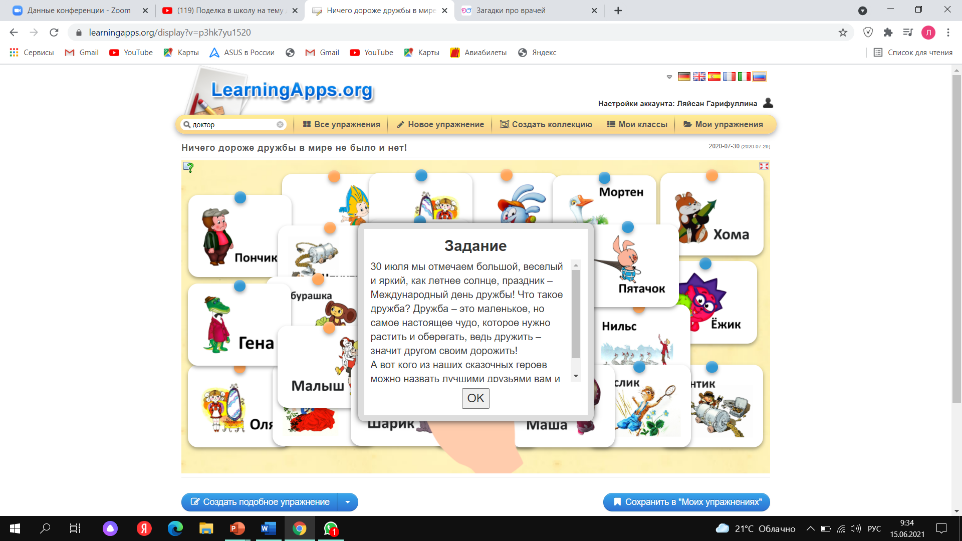 Данные конференции - Zoom
(119) Поделка в школу на тему
Ничего дороже дружбы в мире
Загадки про врачей
learningapps.org/display?v=p3hk7yu1520
Сервисы Gmail YouTube Карты ASUS в России Gmail YouTube Карты Авиабилеты Яндекс Список для чтения
LearningApps.org
Настройки аккаунта: Ляйсан Гарифуллина
доктор Все упражнения Новое упражнение Создать коллекцию Мои классы Мои упражнения
Ничего дороже дружбы в мире не было и нет!
2020-07-30
Мортен
Хома
Пончик
Пятачок
бурашка
Гена
Нильс
Ёжик
Малыш
Оля
Шарик
Маша
слик
нтик
Задание
30 июля мы отмечаем большой, веселый
и яркий, как летнее солнце, праздник –
Международный день дружбы! Что такое
дружба? Дружба – это маленькое, но
самое настоящее чудо, которое нужно
растить и оберегать, ведь дружить –
значит другом своим дорожить!
А вот кого из наших сказочных героев
можно назвать лучшими друзьями вам и
OK
Создать подобное упражнение
Сохранить в "Моих упражнениях"
21°C Облачно
РУС
9:34
15.06.2021